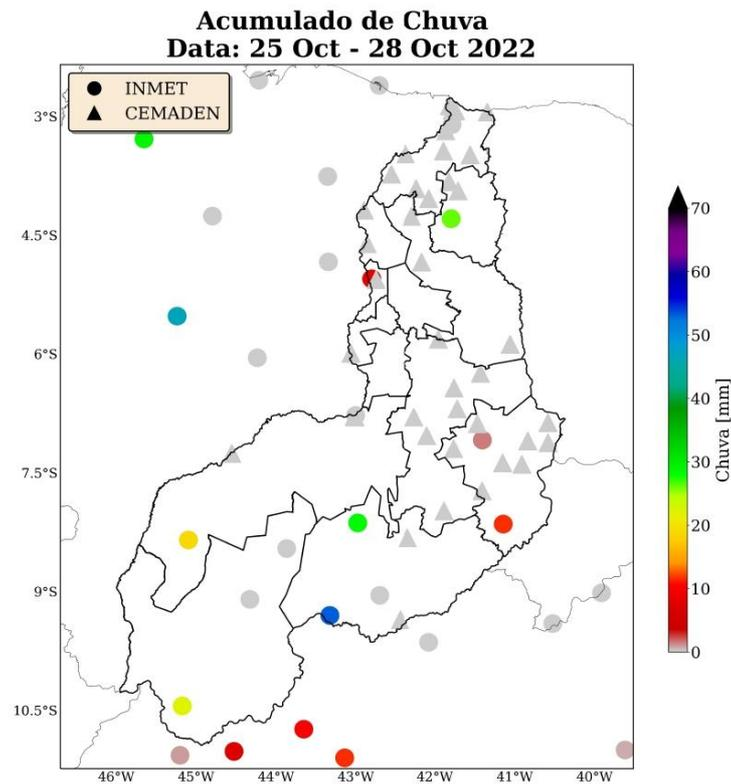 Acumulado de Chuva
Data: 25 Oct - 28 Oct 2022
INMET
CEMADEN
3°S
4.5°S
6°S
7.5°S
9°S
10.5°S
46°W 45°W 44°W 43°W 42°W 41°W 40°W
70
60
50
40
30
20
10
0
Chuva [mm]